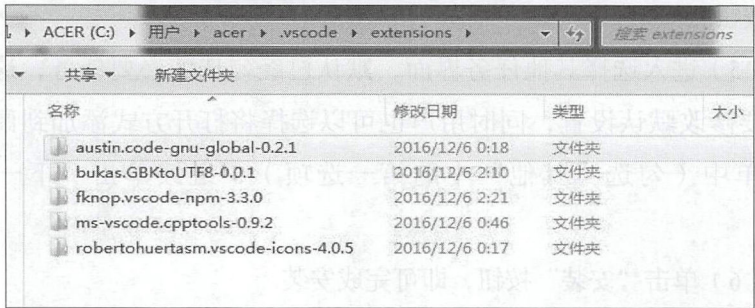 ACER (C:) ▸ 用户 ▸ acer ▸ .vscode ▸ extensions ▸ 搜索 extensions
共享 新建文件夹
名称 修改日期 类型 大小
austin.code-gnu-global-0.2.1 2016/12/6 0:18 文件夹
bukas.GBKtoUTF8-0.0.1 2016/12/6 2:10 文件夹
fknop.vscode-npm-3.3.0 2016/12/6 2:21 文件夹
ms-vscode.cpptools-0.9.2 2016/12/6 0:46 文件夹
robertohuertasm.vscode-icons-4.0.5 2016/12/6 0:17 文件夹